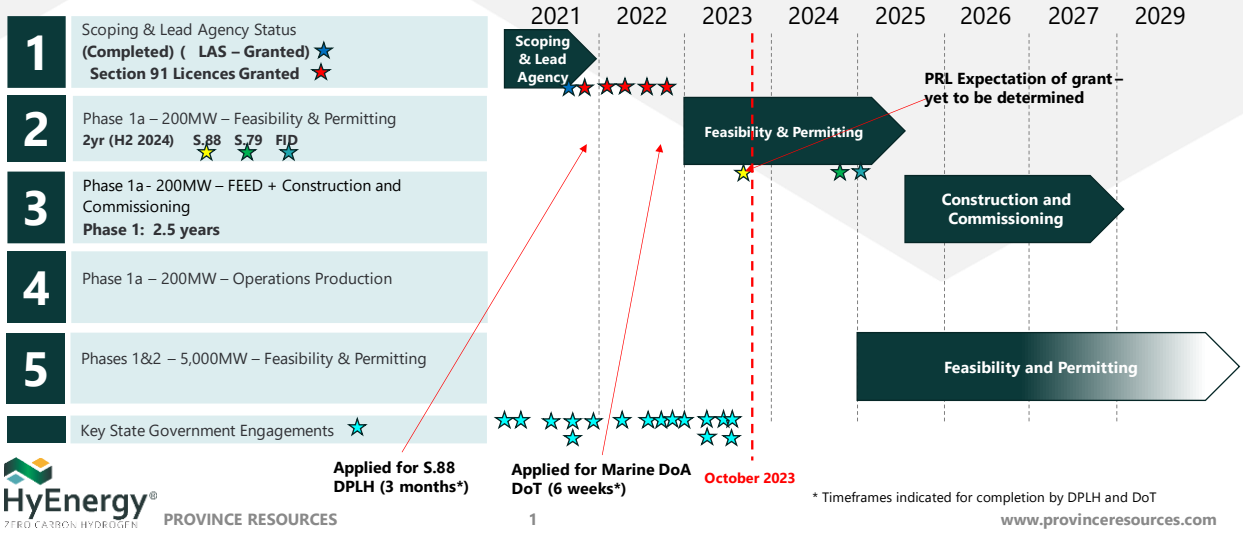 2021 2022 2023 2024 2025 2026 2027 2029
1
Scoping & Lead Agency Status
(Completed) ( LAS – Granted)
Section 91 Licences Granted
Scoping
& Lead
Agency
PRL Expectation of grant –
yet to be determined
2
Phase 1a – 200MW – Feasibility & Permitting
2yr (H2 2024) S.88 S.79 FID
Feasibility & Permitting
3
Phase 1a - 200MW – FEED + Construction and
Commissioning
Phase 1: 2.5 years
Construction and
Commissioning
4
Phase 1a – 200MW – Operations Production
5
Phases 1&2 – 5,000MW – Feasibility & Permitting
Feasibility and Permitting
Key State Government Engagements
Applied for S.88
DPLH (3 months*)
Applied for Marine DoA
DoT (6 weeks*)
October 2023
* Timeframes indicated for completion by DPLH and DoT
HyEnergy®
ZERO CARBON HYDROGEN
PROVINCE RESOURCES
1
www.provinceresources.com